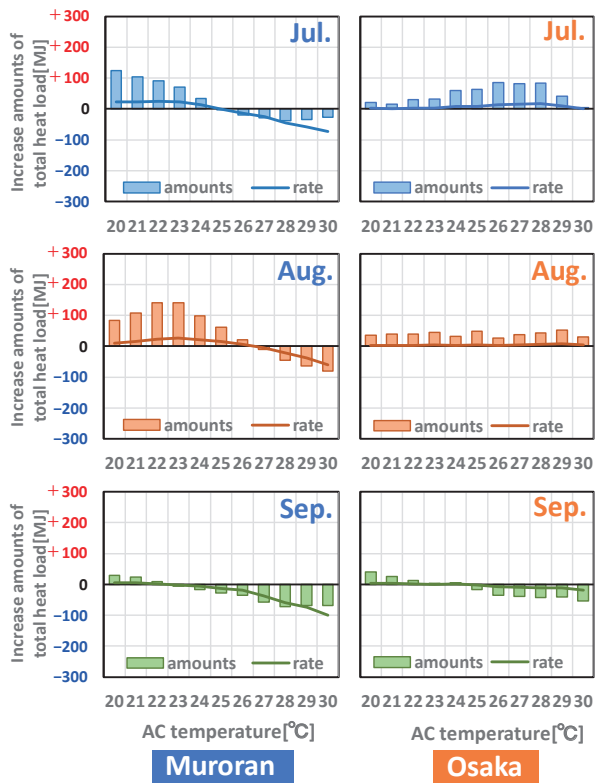 Increase amounts of
total heat load[MJ]
+300
+200
+100
0
−100
−200
−300
Jul.
amounts
rate
20 21 22 23 24 25 26 27 28 29 30
Jul.
amounts
rate
20 21 22 23 24 25 26 27 28 29 30
Increase amounts of
total heat load[MJ]
+300
+200
+100
0
−100
−200
−300
Aug.
amounts
rate
20 21 22 23 24 25 26 27 28 29 30
Aug.
amounts
rate
20 21 22 23 24 25 26 27 28 29 30
Increase amounts of
total heat load[MJ]
+300
+200
+100
0
−100
−200
−300
Sep.
amounts
rate
20 21 22 23 24 25 26 27 28 29 30
AC temperature[℃]
Sep.
amounts
rate
20 21 22 23 24 25 26 27 28 29 30
AC temperature[℃]
Muroran
Osaka